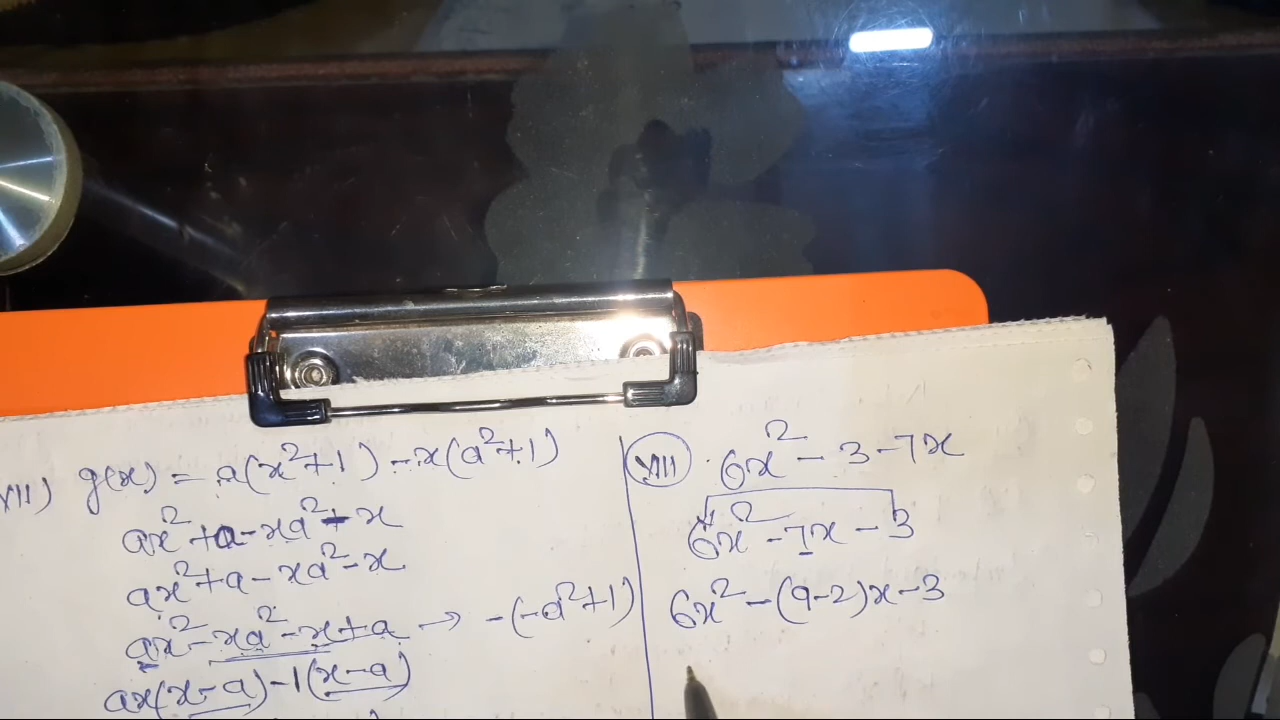 VII) g(x) = a(x²+1) - x(a²+1)
ax²+a-xa²+x
ax²+a-xa²-x
ax²-xa²-x+a → -(-a²+1)
ax(x-a)-1(x-a)
VIII 6x²-3-7x
6x²-7x-3
6x²-(9-2)x-3